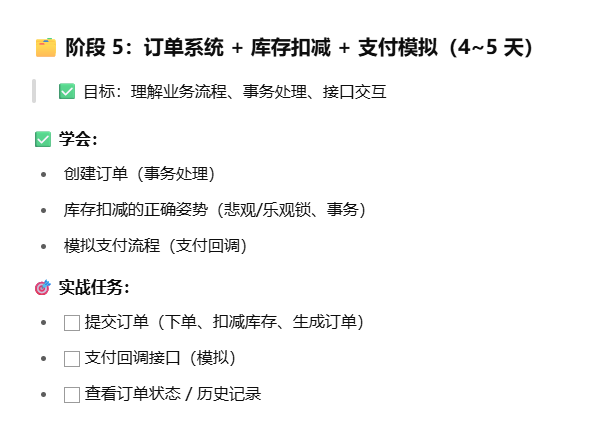 阶段 5：订单系统 + 库存扣减 + 支付模拟（4~5 天）
目标：理解业务流程、事务处理、接口交互
学会：
创建订单（事务处理）
库存扣减的正确姿势（悲观/乐观锁、事务）
模拟支付流程（支付回调）
实战任务：
提交订单（下单、扣减库存、生成订单）
支付回调接口（模拟）
查看订单状态 / 历史记录